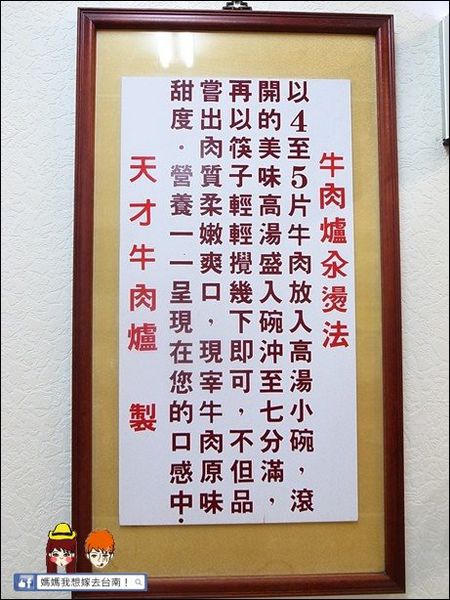 牛肉爐氽燙法
以4至5片牛肉放入高湯小碗，滾
開的美味高湯盛入碗沖至七分滿，
再以筷子輕輕攪幾下即可，不但品
嘗出肉質柔嫩爽口，現宰牛肉原味
甜度．營養一一呈現在您的口感中．
天才牛肉爐 製
媽媽我想嫁去台南！